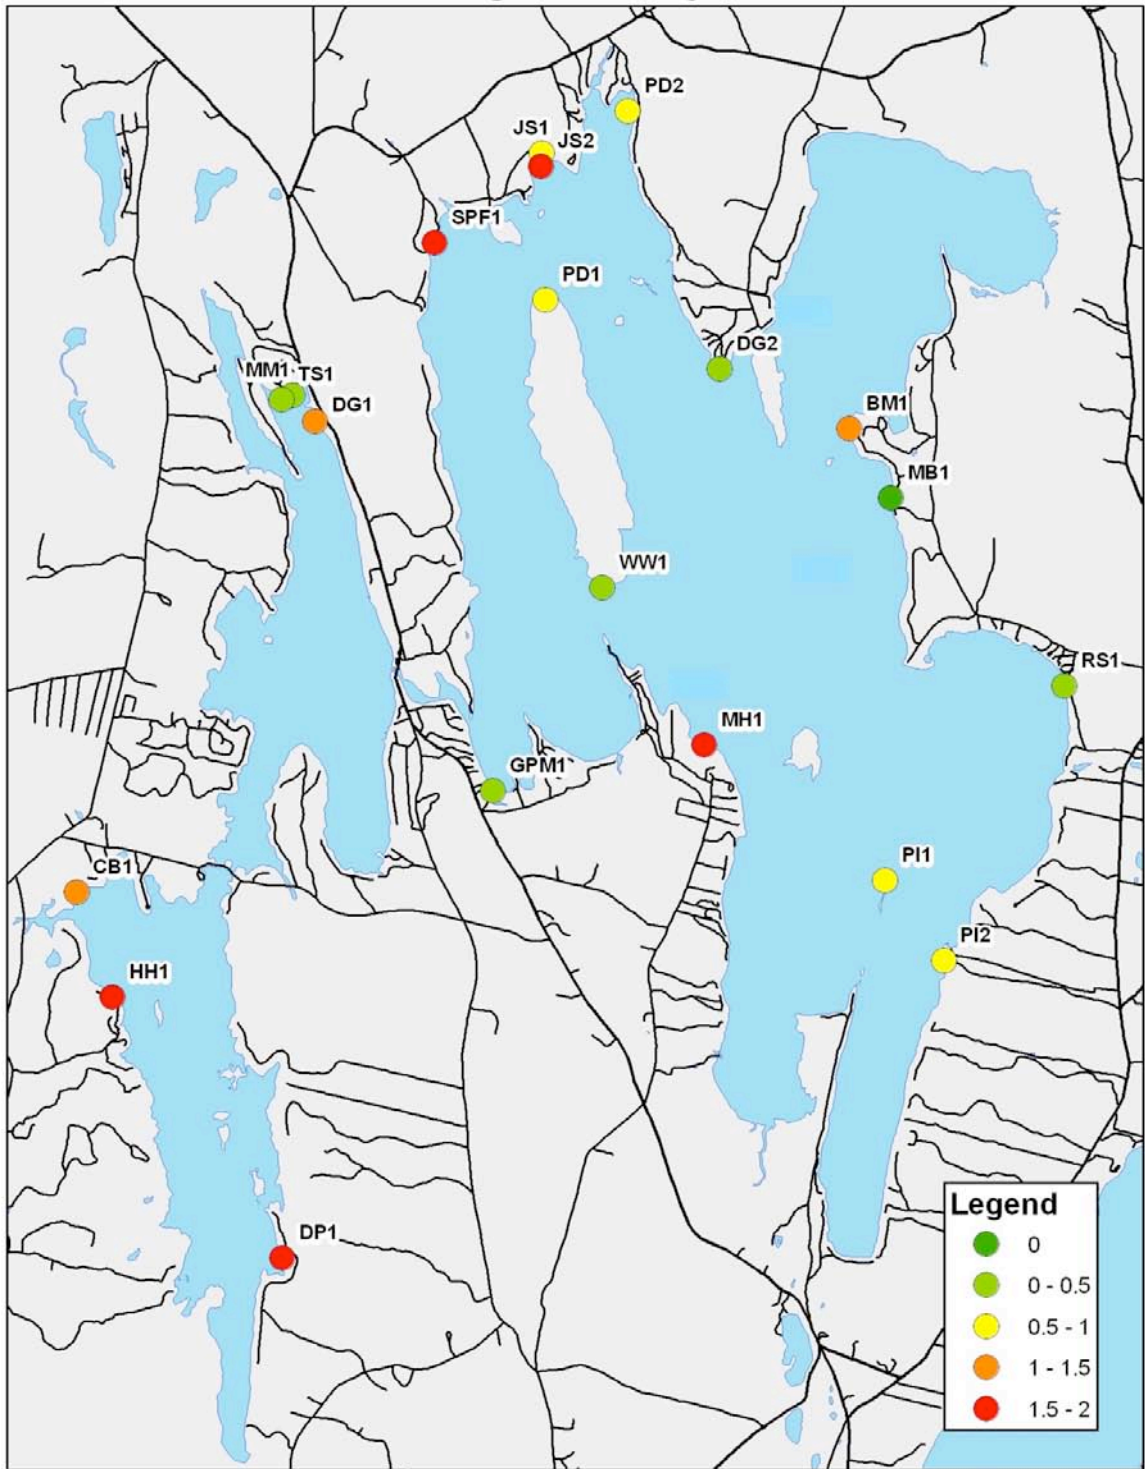 PD2
JS1
JS2
SPF1
PD1
DG2
MM1
TS1
DG1
BM1
MB1
WW1
RS1
MH1
GPM1
PI1
CB1
PI2
HH1
DP1
Legend
0
0 - 0.5
0.5 - 1
1 - 1.5
1.5 - 2